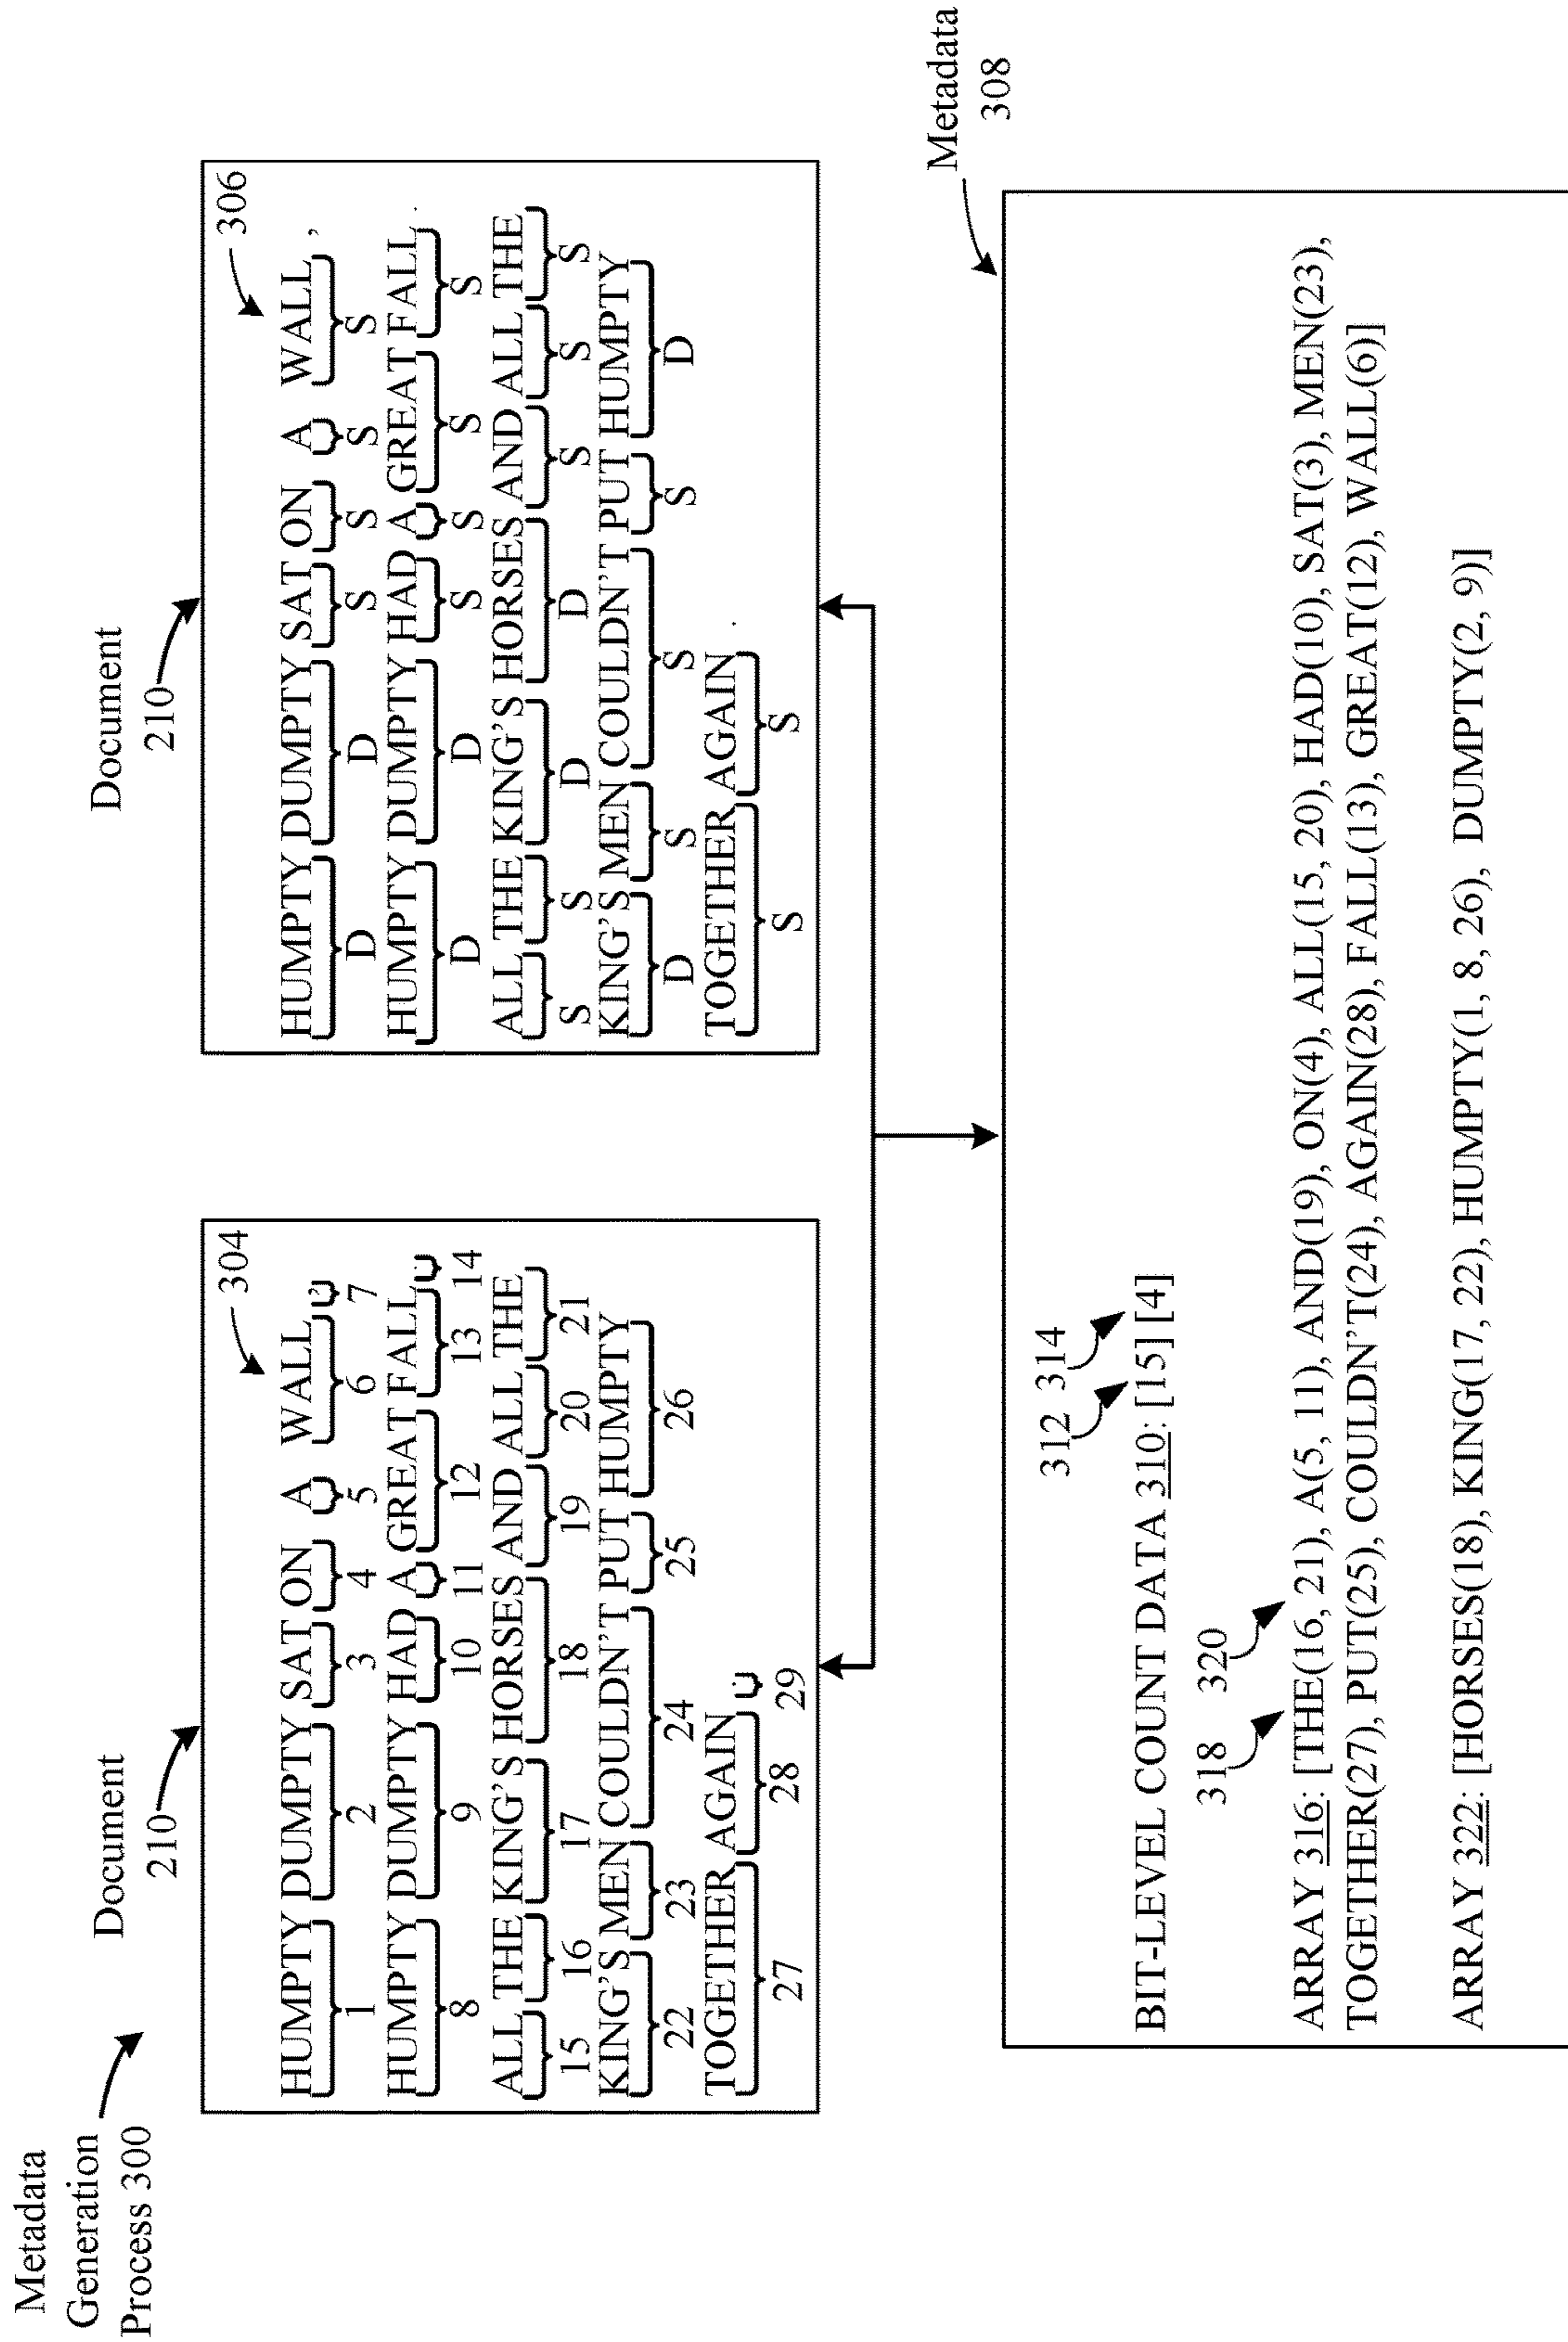 Metadata
Generation
Process 300
Document
210
304
HUMPTY DUMPTY SAT ON A WALL ,
1 2 3 4 5 6 7
HUMPTY DUMPTY HAD A GREAT FALL .
8 9 10 11 12 13 14
ALL THE KING'S HORSES AND ALL THE
15 16 17 18 19 20 21
KING'S MEN COULDN'T PUT HUMPTY
22 23 24 25 26
TOGETHER AGAIN .
27 28 29
Document
210
306
HUMPTY DUMPTY SAT ON A WALL ,
D D S S S S
HUMPTY DUMPTY HAD A GREAT FALL .
D D S S S S
ALL THE KING'S HORSES AND ALL THE
S S D D S S S
KING'S MEN COULDN'T PUT HUMPTY
D S S S D
TOGETHER AGAIN .
S S
Metadata
308
312 314
BIT-LEVEL COUNT DATA 310: [15] [4]
318 320
ARRAY 316: [THE(16, 21), A(5, 11), AND(19), ON(4), ALL(15, 20), HAD(10), SAT(3), MEN(23),
TOGETHER(27), PUT(25), COULDN'T(24), AGAIN(28), FALL(13), GREAT(12), WALL(6)]
ARRAY 322: [HORSES(18), KING(17, 22), HUMPTY(1, 8, 26), DUMPTY(2, 9)]